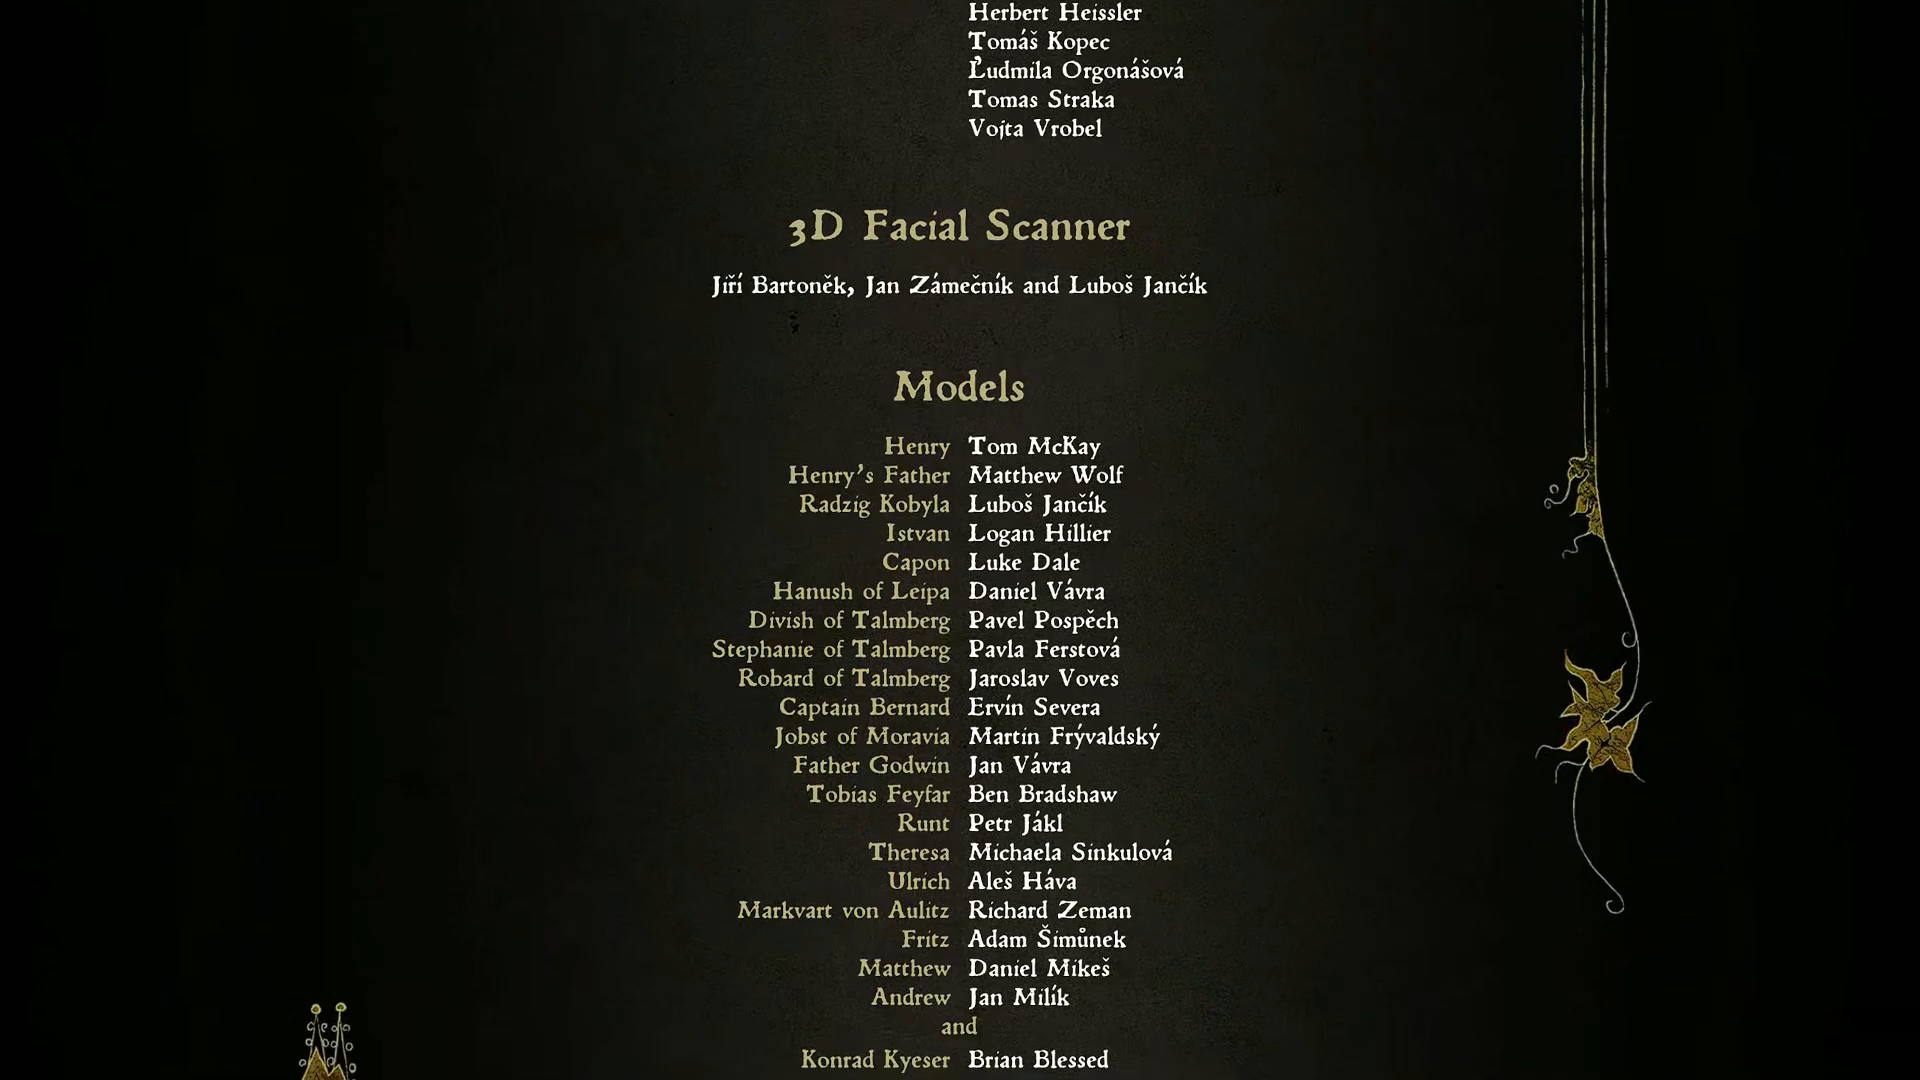 Herbert Heissler
Tomáš Kopec
Ľudmila Orgonášová
Tomas Straka
Vojta Vrobel
3D Facial Scanner
Jiří Bartoněk, Jan Zámečník and Luboš Jančík
Models
Henry Tom McKay
Henry's Father Matthew Wolf
Radzig Kobyla Luboš Jančík
Istvan Logan Hillier
Capon Luke Dale
Hanush of Leipa Daniel Vávra
Divish of Talmberg Pavel Pospěch
Stephanie of Talmberg Pavla Ferstová
Robard of Talmberg Jaroslav Voves
Captain Bernard Ervín Severa
Jobst of Moravia Martin Frývaldský
Father Godwin Jan Vávra
Tobias Feyfar Ben Bradshaw
Runt Petr Jákl
Theresa Michaela Sinkulová
Ulrich Aleš Háva
Markvart von Aulitz Richard Zeman
Fritz Adam Šimůnek
Matthew Daniel Mikeš
Andrew Jan Milík
and
Konrad Kyeser Brian Blessed